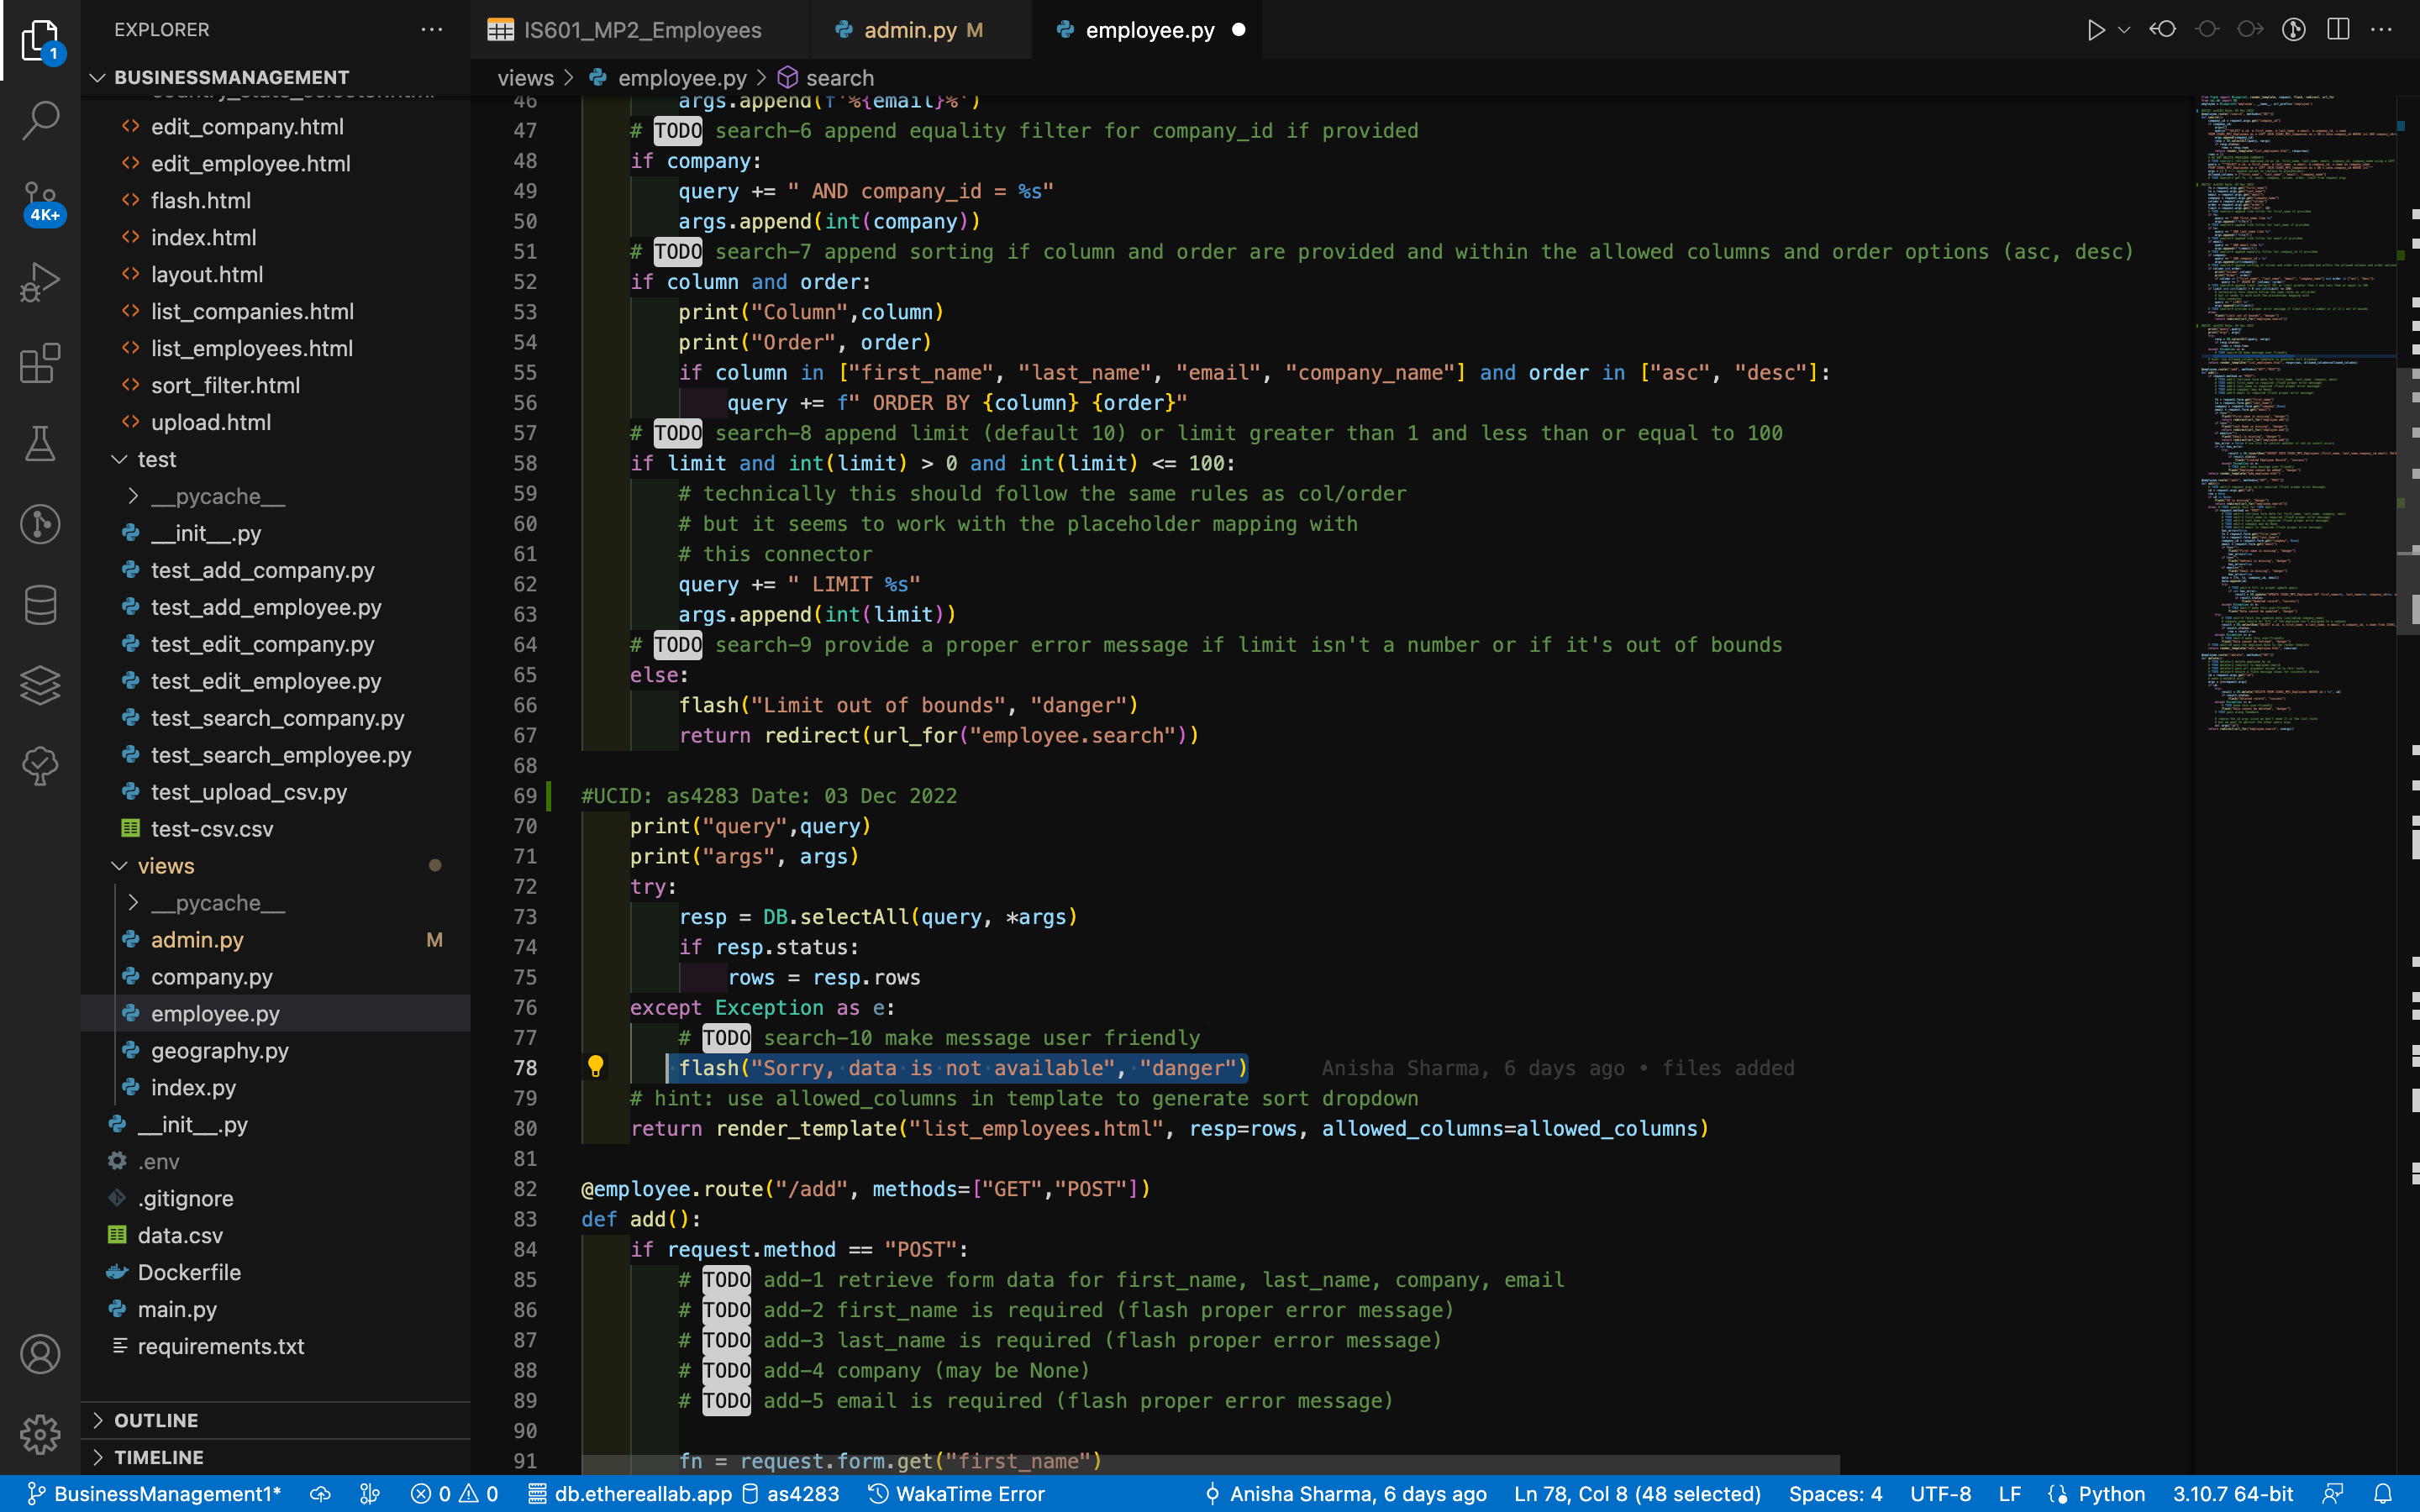 EXPLORER
BUSINESSMANAGEMENT
edit_company.html
edit_employee.html
flash.html
index.html
layout.html
list_companies.html
list_employees.html
sort_filter.html
upload.html
test
__pycache__
__init__.py
test_add_company.py
test_add_employee.py
test_edit_company.py
test_edit_employee.py
test_search_company.py
test_search_employee.py
test_upload_csv.py
test-csv.csv
views
__pycache__
admin.py M
company.py
employee.py
geography.py
index.py
__init__.py
.env
.gitignore
data.csv
Dockerfile
main.py
requirements.txt
OUTLINE
TIMELINE
1
4K+
IS601_MP2_Employees admin.py M employee.py
views > employee.py > search
46 args.append(f'%{email}%')
47 # TODO search-6 append equality filter for company_id if provided
48 if company:
49 query += " AND company_id = %s"
50 args.append(int(company))
51 # TODO search-7 append sorting if column and order are provided and within the allowed columns and order options (asc, desc)
52 if column and order:
53 print("Column",column)
54 print("Order", order)
55 if column in ["first_name", "last_name", "email", "company_name"] and order in ["asc", "desc"]:
56 query += f" ORDER BY {column} {order}"
57 # TODO search-8 append limit (default 10) or limit greater than 1 and less than or equal to 100
58 if limit and int(limit) > 0 and int(limit) <= 100:
59 # technically this should follow the same rules as col/order
60 # but it seems to work with the placeholder mapping with
61 # this connector
62 query += " LIMIT %s"
63 args.append(int(limit))
64 # TODO search-9 provide a proper error message if limit isn't a number or if it's out of bounds
65 else:
66 flash("Limit out of bounds", "danger")
67 return redirect(url_for("employee.search"))
68
69 #UCID: as4283 Date: 03 Dec 2022
70 print("query",query)
71 print("args", args)
72 try:
73 resp = DB.selectAll(query, *args)
74 if resp.status:
75 rows = resp.rows
76 except Exception as e:
77 # TODO search-10 make message user friendly
78 flash("Sorry, data is not available", "danger") Anisha Sharma, 6 days ago • files added
79 # hint: use allowed_columns in template to generate sort dropdown
80 return render_template("list_employees.html", resp=rows, allowed_columns=allowed_columns)
81
82 @employee.route("/add", methods=["GET","POST"])
83 def add():
84 if request.method == "POST":
85 # TODO add-1 retrieve form data for first_name, last_name, company, email
86 # TODO add-2 first_name is required (flash proper error message)
87 # TODO add-3 last_name is required (flash proper error message)
88 # TODO add-4 company (may be None)
89 # TODO add-5 email is required (flash proper error message)
90
91 fn = request.form.get("first_name")
BusinessManagement1* 0 0 db.ethereallab.app as4283 WakaTime Error Anisha Sharma, 6 days ago Ln 78, Col 8 (48 selected) Spaces: 4 UTF-8 LF Python 3.10.7 64-bit